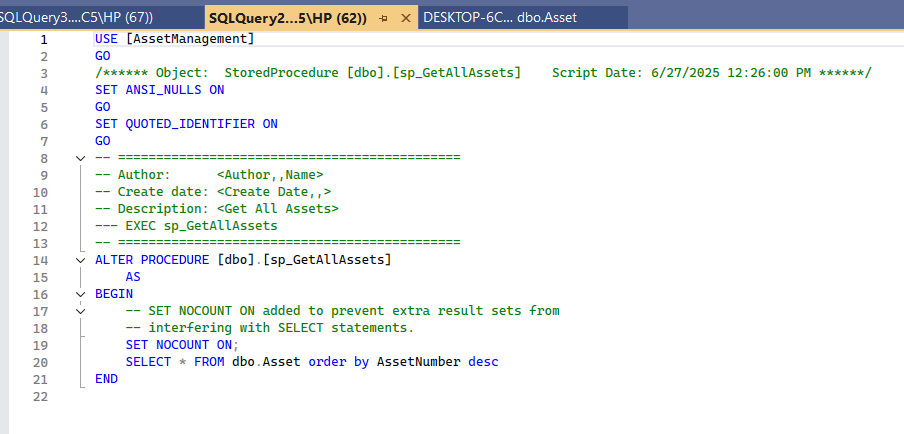 SQLQuery3....C5\HP (67))
SQLQuery2...5\HP (62))
DESKTOP-6C... dbo.Asset
1 USE [AssetManagement]
2 GO
3 /****** Object:  StoredProcedure [dbo].[sp_GetAllAssets]    Script Date: 6/27/2025 12:26:00 PM ******/
4 SET ANSI_NULLS ON
5 GO
6 SET QUOTED_IDENTIFIER ON
7 GO
8 -- =============================================
9 -- Author:      <Author,,Name>
10 -- Create date: <Create Date,,>
11 -- Description: <Get All Assets>
12 --- EXEC sp_GetAllAssets
13 -- =============================================
14 ALTER PROCEDURE [dbo].[sp_GetAllAssets]
15     AS
16 BEGIN
17     -- SET NOCOUNT ON added to prevent extra result sets from
18     -- interfering with SELECT statements.
19     SET NOCOUNT ON;
20     SELECT * FROM dbo.Asset order by AssetNumber desc
21 END
22